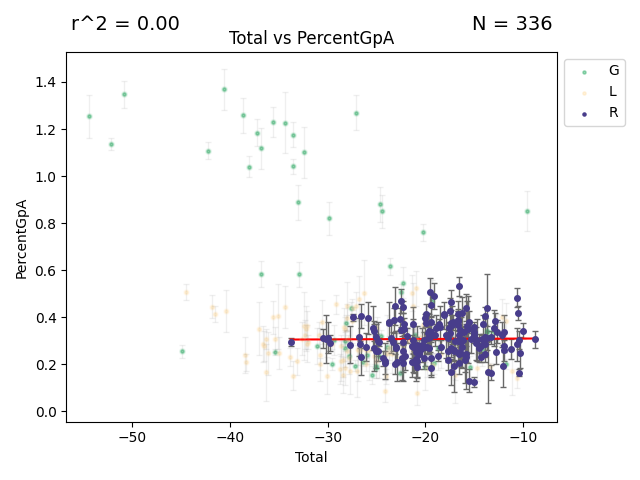 r^2 = 0.00
N = 336
Total vs PercentGpA
G
L
R
PercentGpA
1.4
1.2
1.0
0.8
0.6
0.4
0.2
0.0
−50
−40
−30
−20
−10
Total